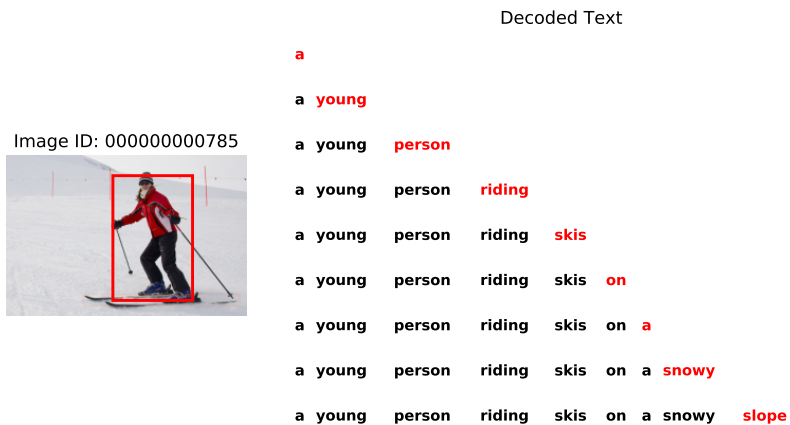 Decoded Text
a
a young
Image ID: 000000000785
a young person
a young person riding
a young person riding skis
a young person riding skis on
a young person riding skis on a
a young person riding skis on a snowy
a young person riding skis on a snowy slope